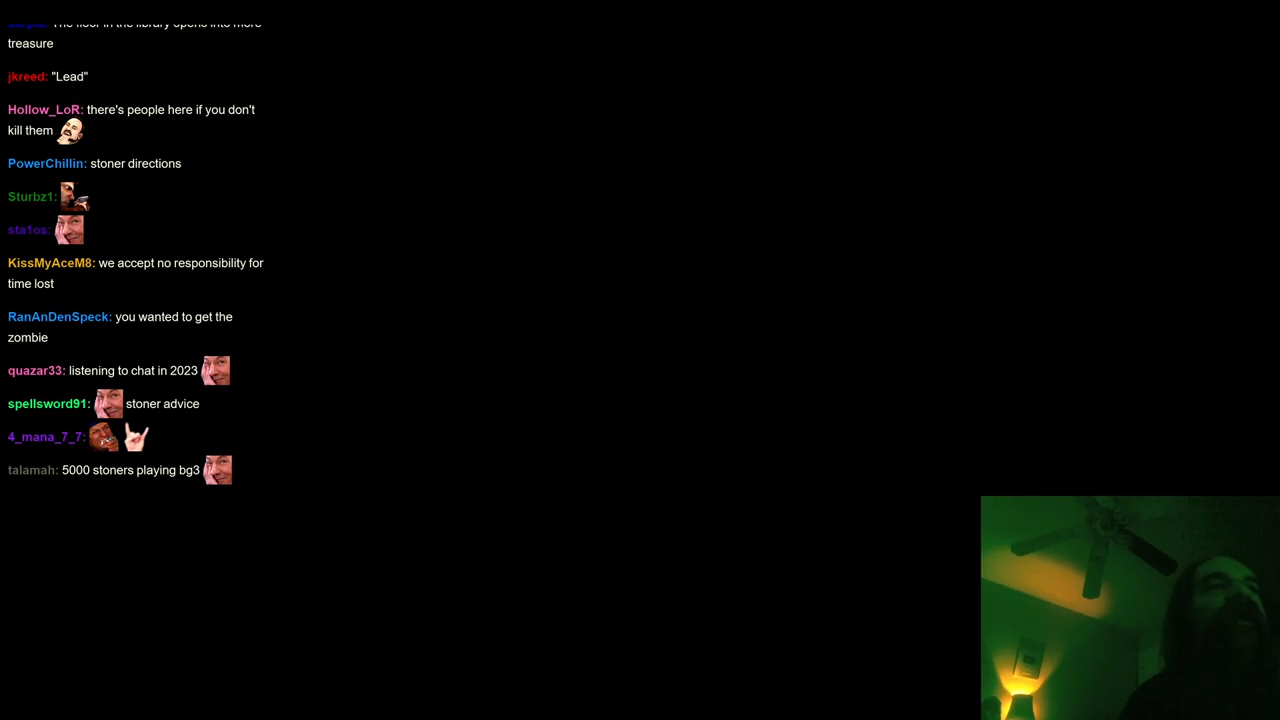 treasure
jkreed: "Lead"
Hollow_LoR: there's people here if you don't
kill them
PowerChillin: stoner directions
Sturbz1:
sta1os:
KissMyAceM8: we accept no responsibility for
time lost
RanAnDenSpeck: you wanted to get the
zombie
quazar33: listening to chat in 2023
spellsword91: stoner advice
4_mana_7_7:
talamah: 5000 stoners playing bg3